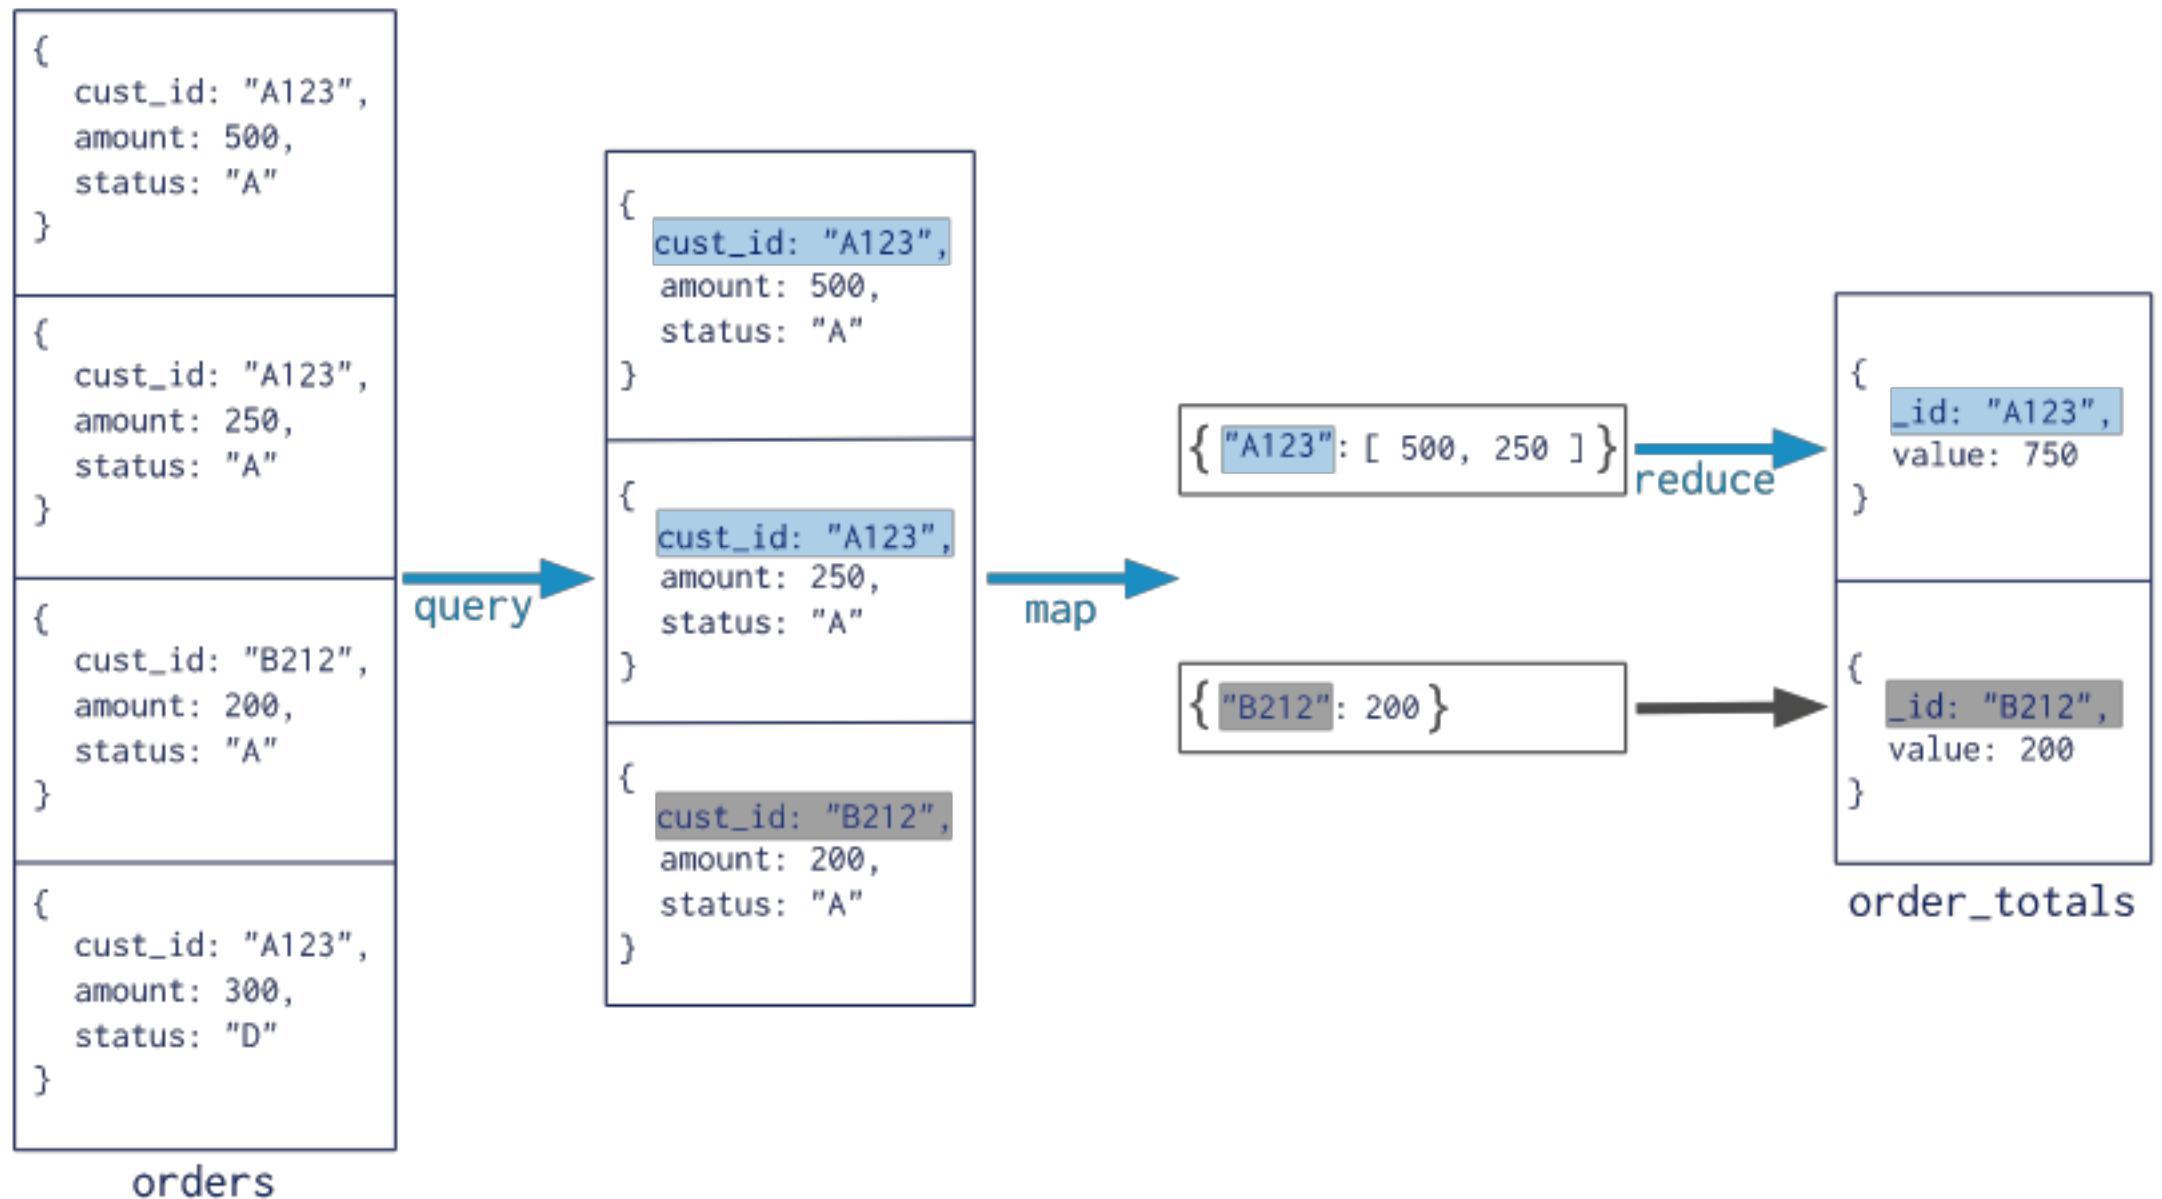 {
cust_id: "A123",
amount: 500,
status: "A"
}
{
cust_id: "A123",
amount: 250,
status: "A"
}
{
cust_id: "B212",
amount: 200,
status: "A"
}
{
cust_id: "A123",
amount: 300,
status: "D"
}
orders
query
{
cust_id: "A123",
amount: 500,
status: "A"
}
{
cust_id: "A123",
amount: 250,
status: "A"
}
{
cust_id: "B212",
amount: 200,
status: "A"
}
map
{ "A123": [ 500, 250 ] }
{ "B212": 200 }
reduce
{
_id: "A123",
value: 750
}
{
_id: "B212",
value: 200
}
order_totals